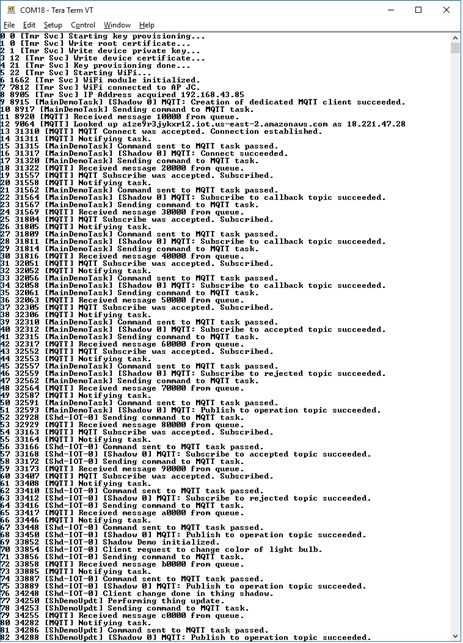 COM18 - Tera Term VT
File Edit Setup Control Window Help
0 0 [Tmr Svc] Starting key provisioning...
1 0 [Tmr Svc] Write root certificate...
2 1 [Tmr Svc] Write device private key...
3 12 [Tmr Svc] Write device certificate...
4 21 [Tmr Svc] Key provisioning done...
5 22 [Tmr Svc] Starting WiFi...
6 1662 [Tmr Svc] WiFi module initialized.
7 7812 [Tmr Svc] WiFi connected to AP JC.
8 8905 [Tmr Svc] IP Address acquired 192.168.43.85
9 8915 [MainDemoTask] [Shadow 0] MQTT: Creation of dedicated MQTT client succeeded.
10 8917 [MainDemoTask] Sending command to MQTT task.
11 8920 [MQTT] Received message 10000 from queue.
12 9064 [MQTT] Looked up a1ze9r3jykxr12.iot.us-east-2.amazonaws.com as 18.221.47.28
13 31310 [MQTT] MQTT Connect was accepted. Connection established.
14 31311 [MQTT] Notifying task.
15 31315 [MainDemoTask] Command sent to MQTT task passed.
16 31317 [MainDemoTask] [Shadow 0] MQTT: Connect succeeded.
17 31320 [MainDemoTask] Sending command to MQTT task.
18 31322 [MQTT] Received message 20000 from queue.
19 31557 [MQTT] MQTT Subscribe was accepted. Subscribed.
20 31558 [MQTT] Notifying task.
21 31562 [MainDemoTask] Command sent to MQTT task passed.
22 31564 [MainDemoTask] [Shadow 0] MQTT: Subscribe to callback topic succeeded.
23 31567 [MainDemoTask] Sending command to MQTT task.
24 31569 [MQTT] Received message 30000 from queue.
25 31804 [MQTT] MQTT Subscribe was accepted. Subscribed.
26 31805 [MQTT] Notifying task.
27 31809 [MainDemoTask] Command sent to MQTT task passed.
28 31811 [MainDemoTask] [Shadow 0] MQTT: Subscribe to callback topic succeeded.
29 31814 [MainDemoTask] Sending command to MQTT task.
30 31816 [MQTT] Received message 40000 from queue.
31 32051 [MQTT] MQTT Subscribe was accepted. Subscribed.
32 32052 [MQTT] Notifying task.
33 32056 [MainDemoTask] Command sent to MQTT task passed.
34 32058 [MainDemoTask] [Shadow 0] MQTT: Subscribe to callback topic succeeded.
35 32061 [MainDemoTask] Sending command to MQTT task.
36 32063 [MQTT] Received message 50000 from queue.
37 32305 [MQTT] MQTT Subscribe was accepted. Subscribed.
38 32306 [MQTT] Notifying task.
39 32310 [MainDemoTask] Command sent to MQTT task passed.
40 32312 [MainDemoTask] [Shadow 0] MQTT: Subscribe to accepted topic succeeded.
41 32315 [MainDemoTask] Sending command to MQTT task.
42 32317 [MQTT] Received message 60000 from queue.
43 32552 [MQTT] MQTT Subscribe was accepted. Subscribed.
44 32553 [MQTT] Notifying task.
45 32557 [MainDemoTask] Command sent to MQTT task passed.
46 32559 [MainDemoTask] [Shadow 0] MQTT: Subscribe to rejected topic succeeded.
47 32562 [MainDemoTask] Sending command to MQTT task.
48 32564 [MQTT] Received message 70000 from queue.
49 32587 [MQTT] Notifying task.
50 32591 [MainDemoTask] Command sent to MQTT task passed.
51 32593 [MainDemoTask] [Shadow 0] MQTT: Publish to operation topic succeeded.
52 32928 [Shd-IOT-0] Sending command to MQTT task.
53 32929 [MQTT] Received message 80000 from queue.
54 33163 [MQTT] MQTT Subscribe was accepted. Subscribed.
55 33164 [MQTT] Notifying task.
56 33166 [Shd-IOT-0] Command sent to MQTT task passed.
57 33168 [Shd-IOT-0] [Shadow 0] MQTT: Subscribe to accepted topic succeeded.
58 33172 [Shd-IOT-0] Sending command to MQTT task.
59 33173 [MQTT] Received message 90000 from queue.
60 33407 [MQTT] MQTT Subscribe was accepted. Subscribed.
61 33408 [MQTT] Notifying task.
62 33410 [Shd-IOT-0] Command sent to MQTT task passed.
63 33412 [Shd-IOT-0] [Shadow 0] MQTT: Subscribe to rejected topic succeeded.
64 33416 [Shd-IOT-0] Sending command to MQTT task.
65 33417 [MQTT] Received message a0000 from queue.
66 33446 [MQTT] Notifying task.
67 33448 [Shd-IOT-0] Command sent to MQTT task passed.
68 33450 [Shd-IOT-0] [Shadow 0] MQTT: Publish to operation topic succeeded.
69 33852 [Shd-IOT-0] Shadow Demo initialized.
70 33854 [Shd-IOT-0] Client request to change color of light bulb.
71 33856 [Shd-IOT-0] Sending command to MQTT task.
72 33858 [MQTT] Received message b0000 from queue.
73 33885 [MQTT] Notifying task.
74 33887 [Shd-IOT-0] Command sent to MQTT task passed.
75 33889 [Shd-IOT-0] [Shadow 0] MQTT: Publish to operation topic succeeded.
76 34248 [Shd-IOT-0] Client change done in thing shadow.
77 34250 [ShDemoUpdt] Performing thing update.
78 34253 [ShDemoUpdt] Sending command to MQTT task.
79 34255 [MQTT] Received message c0000 from queue.
80 34282 [MQTT] Notifying task.
81 34286 [ShDemoUpdt] Command sent to MQTT task passed.
82 34288 [ShDemoUpdt] [Shadow 0] MQTT: Publish to operation topic succeeded.